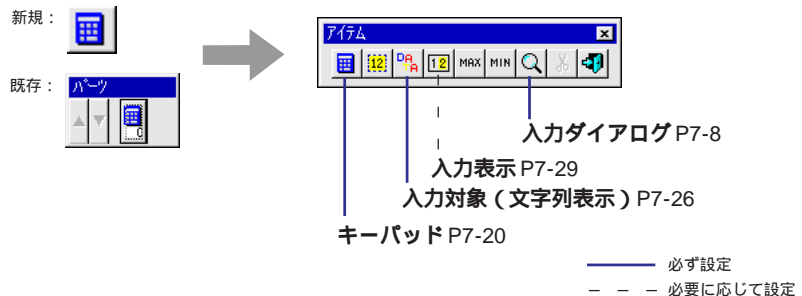 新規：
既存：
パーツ
C
アイテム
12
DA
A
12
MAX
MIN
入力ダイアログ P7-8
入力表示 P7-29
入力対象（文字列表示）P7-26
キーパッド P7-20
必ず設定
必要に応じて設定